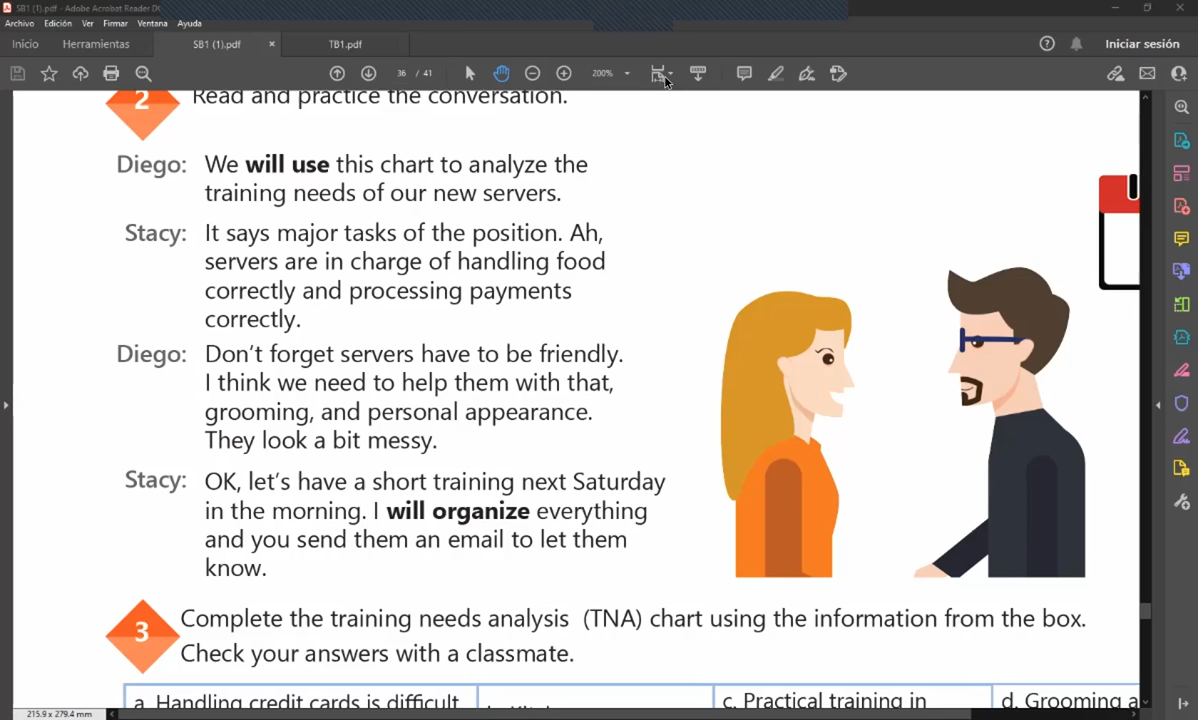 SB1 (1).pdf - Adobe Acrobat Reader DC
Archivo Edición Ver Firmar Ventana Ayuda
Inicio Herramientas SB1 (1).pdf × TB1.pdf Iniciar sesión
36 / 41 200%
2 Read and practice the conversation.
Diego: We will use this chart to analyze the
training needs of our new servers.
Stacy: It says major tasks of the position. Ah,
servers are in charge of handling food
correctly and processing payments
correctly.
Diego: Don't forget servers have to be friendly.
I think we need to help them with that,
grooming, and personal appearance.
They look a bit messy.
Stacy: OK, let's have a short training next Saturday
in the morning. I will organize everything
and you send them an email to let them
know.
3 Complete the training needs analysis (TNA) chart using the information from the box.
Check your answers with a classmate.
a. Handling credit cards is difficult
c. Practical training in
d. Grooming a
215.9 x 279.4 mm